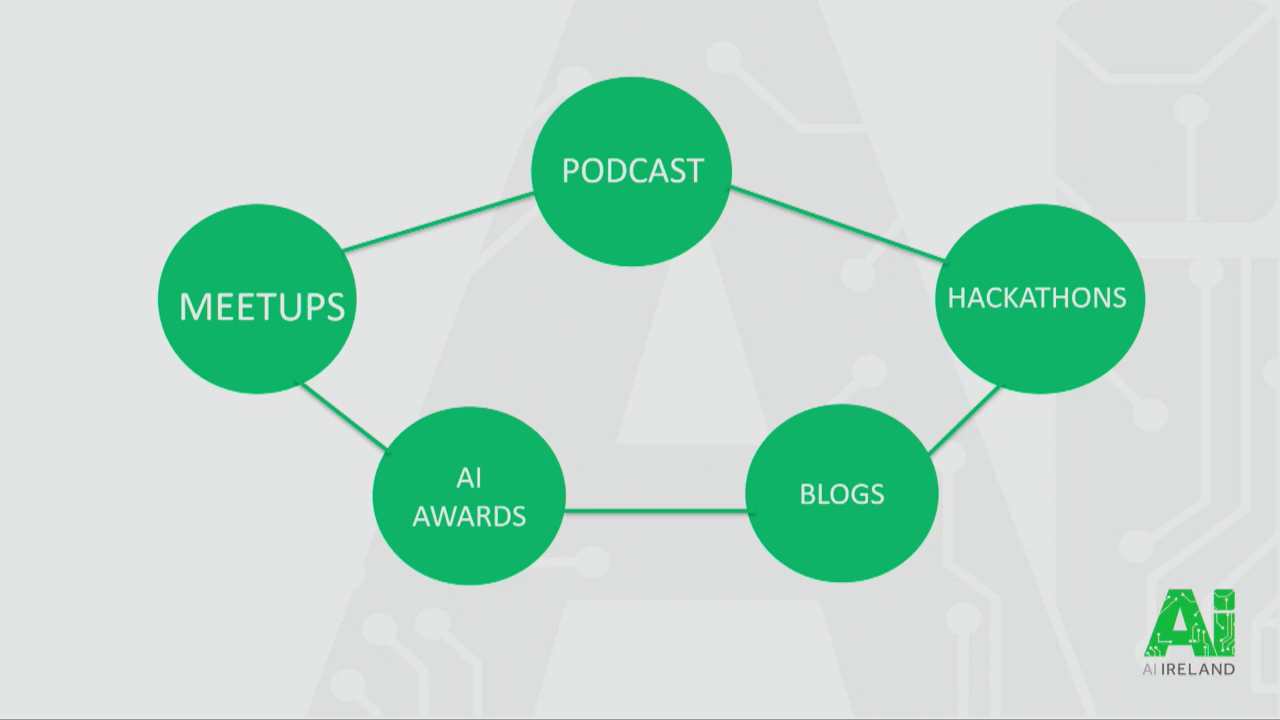 PODCAST
MEETUPS
HACKATHONS
AI
AWARDS
BLOGS
Ai
AI IRELAND